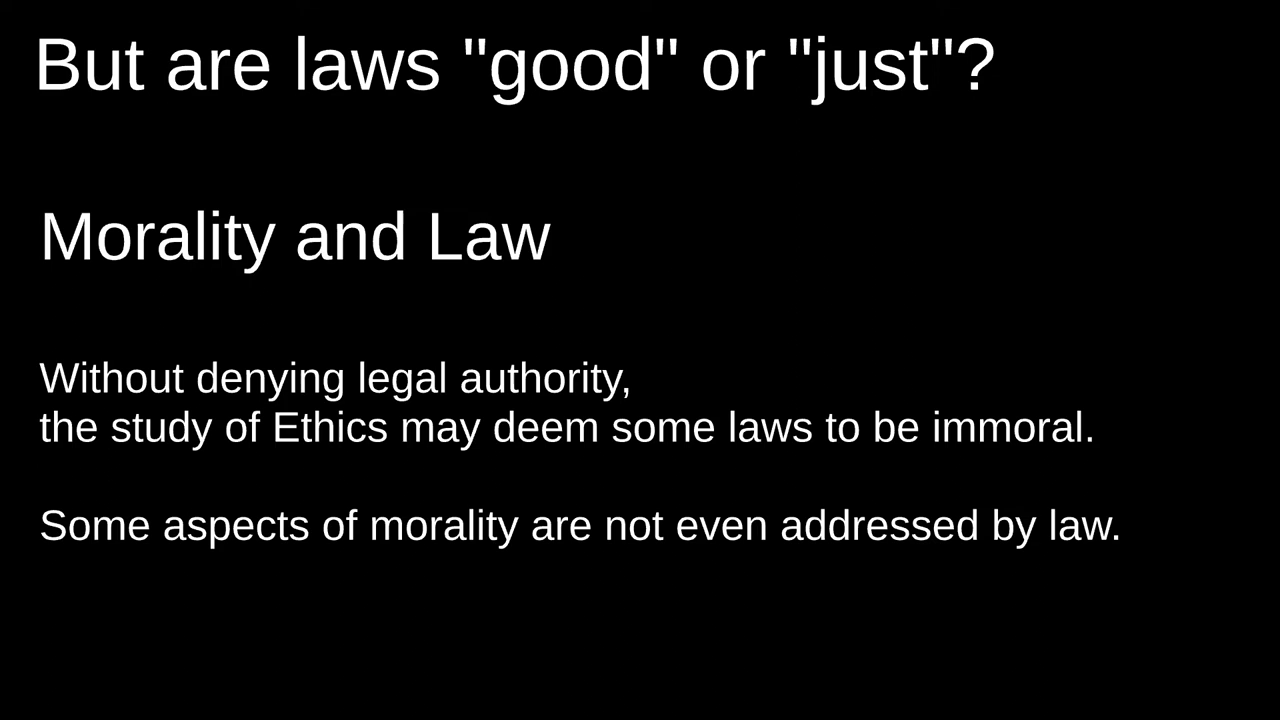 But are laws "good" or "just"?
Morality and Law
Without denying legal authority,
the study of Ethics may deem some laws to be immoral.
Some aspects of morality are not even addressed by law.